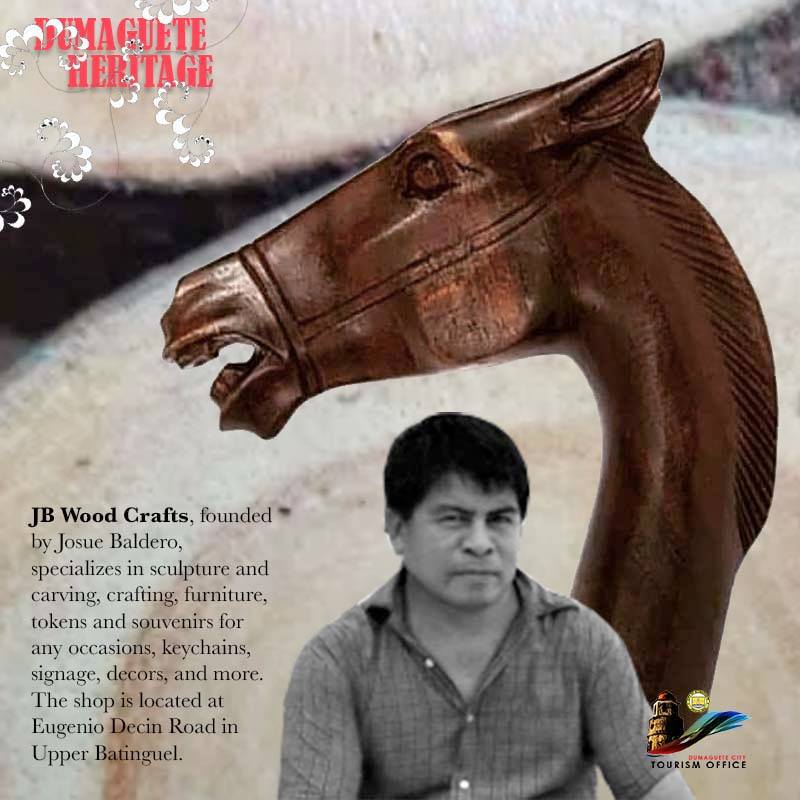 DUMAGUETE
HERITAGE
JB Wood Crafts, founded
by Josue Baldero,
specializes in sculpture and
carving, crafting, furniture,
tokens and souvenirs for
any occasions, keychains,
signage, decors, and more.
The shop is located at
Eugenio Decin Road in
Upper Batinguel.
DUMAGUETE CITY
TOURISM OFFICE